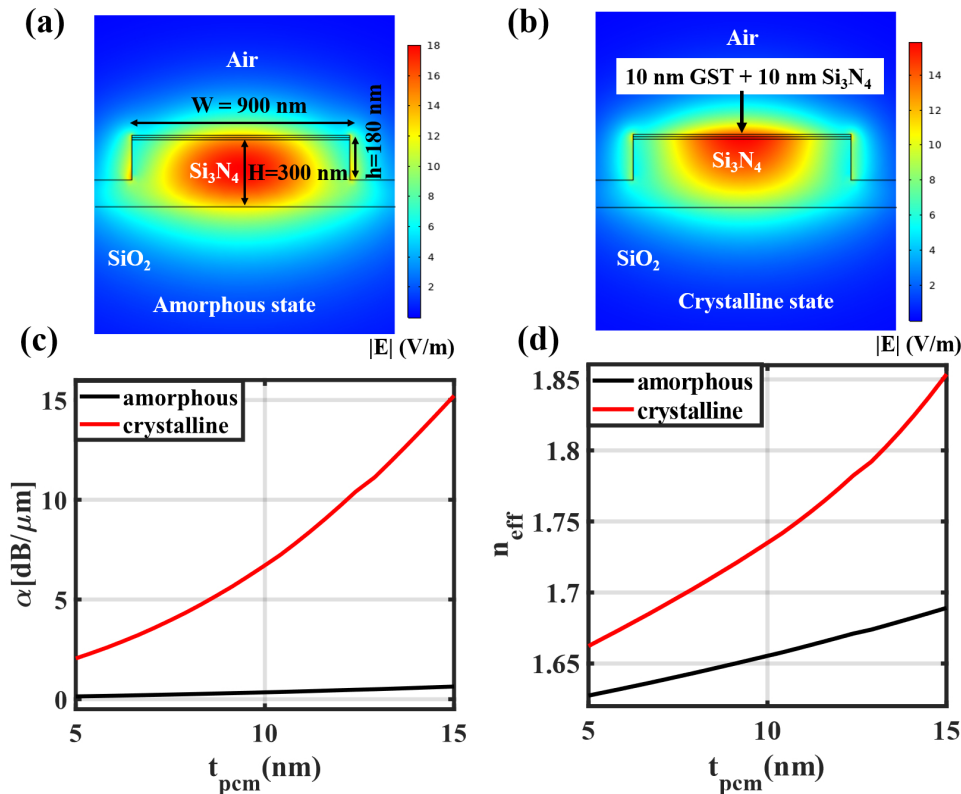 (a)
Air
W = 900 nm
h=180 nm
Si₃N₄
H=300 nm
SiO₂
Amorphous state
18
16
14
12
10
8
6
4
2
|E| (V/m)
(b)
Air
10 nm GST + 10 nm Si₃N₄
Si₃N₄
SiO₂
Crystalline state
14
12
10
8
6
4
2
|E| (V/m)
(c)
amorphous
crystalline
15
10
5
0
α[dB/μm]
5
10
15
t_pcm(nm)
(d)
amorphous
crystalline
1.85
1.8
1.75
1.7
1.65
n_eff
5
10
15
t_pcm(nm)